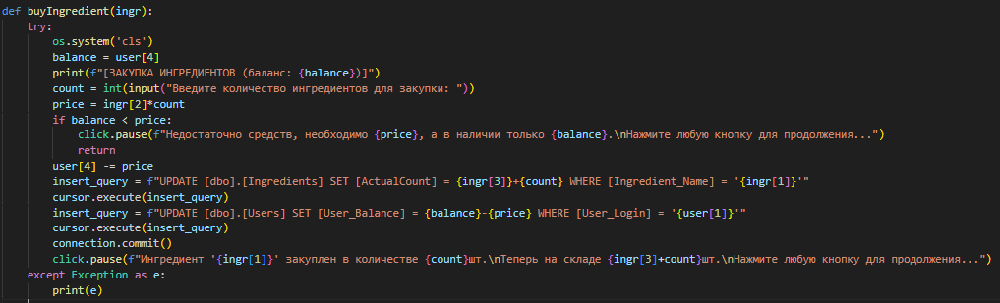 def buyIngredient(ingr):
    try:
        os.system('cls')
        balance = user[4]
        print(f"[ЗАКУПКА ИНГРЕДИЕНТОВ (баланс: {balance})]")
        count = int(input("Введите количество ингредиентов для закупки: "))
        price = ingr[2]*count
        if balance < price:
            click.pause(f"Недостаточно средств, необходимо {price}, а в наличии только {balance}.\nНажмите любую кнопку для продолжения...")
            return
        user[4] -= price
        insert_query = f"UPDATE [dbo].[Ingredients] SET [ActualCount] = {ingr[3]}+{count} WHERE [Ingredient_Name] = '{ingr[1]}'"
        cursor.execute(insert_query)
        insert_query = f"UPDATE [dbo].[Users] SET [User_Balance] = {balance}-{price} WHERE [User_Login] = '{user[1]}'"
        cursor.execute(insert_query)
        connection.commit()
        click.pause(f"Ингредиент '{ingr[1]}' закуплен в количестве {count}шт.\nТеперь на складе {ingr[3]+count}шт.\nНажмите любую кнопку для продолжения...")
    except Exception as e:
        print(e)